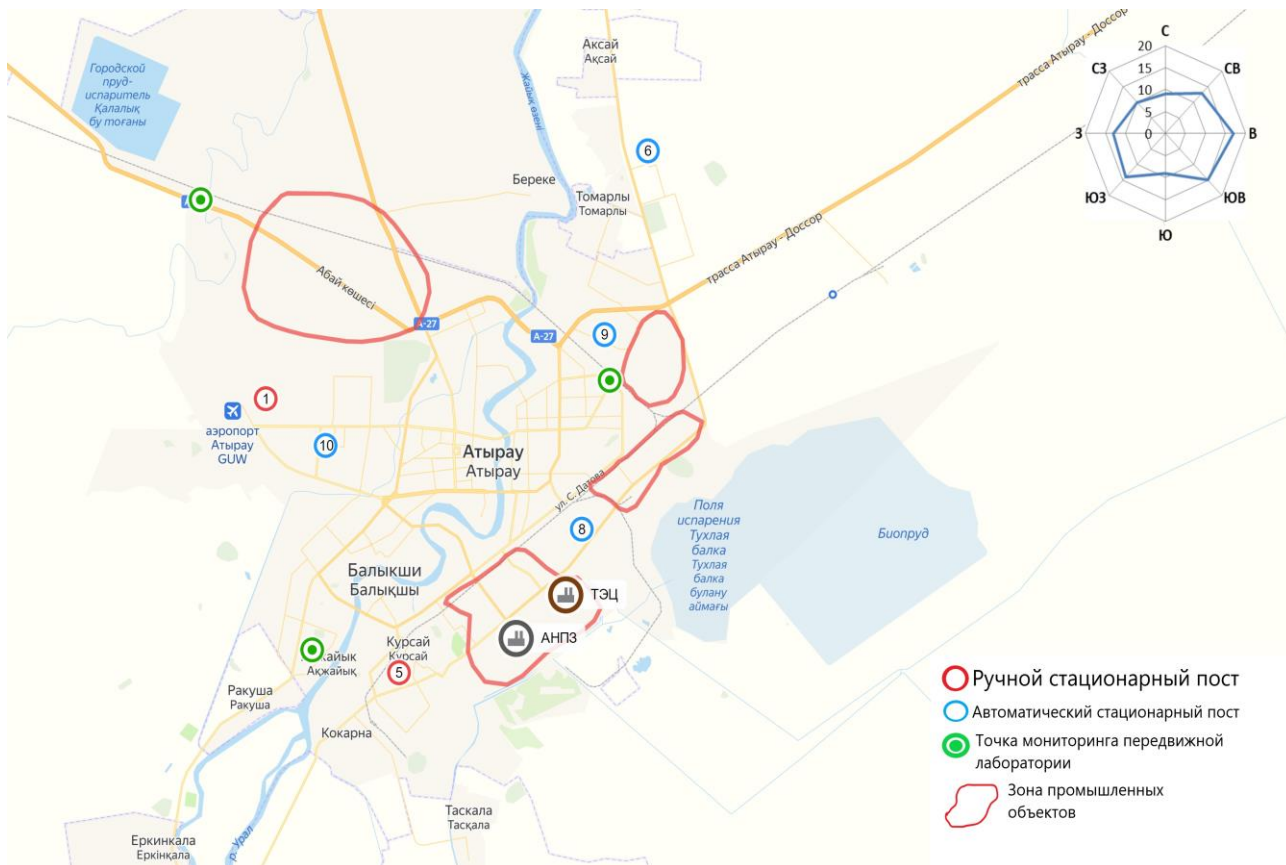 Городской
пруд-
испаритель
Қалалық
бу тоғаны
Аксай
Ақсай
Жайық өзені
трасса Атырау - Доссор
С
СЗ
СВ
20
15
10
5
0
З
В
ЮЗ
ЮВ
Ю
6
Береке
Томарлы
Томарлы
трасса Атырау - Доссор
Абай көшесі
А-27
А-27
9
1
аэропорт
Атырау
GUW
10
Атырау
Атырау
ул. С. Датова
8
Поля
испарения
Тухлая
балка
Тухлая
балка
булану
аймағы
Биопруд
Балыкши
Балықшы
ТЭЦ
АНПЗ
Курсай
Курсай
5
Ақжайық
Ракуша
Ракуша
Кокарна
Таскала
Тасқала
Еркинкала
Еркінқала
р. Урал
Ручной стационарный пост
Автоматический стационарный пост
Точка мониторинга передвижной
лаборатории
Зона промышленных
объектов